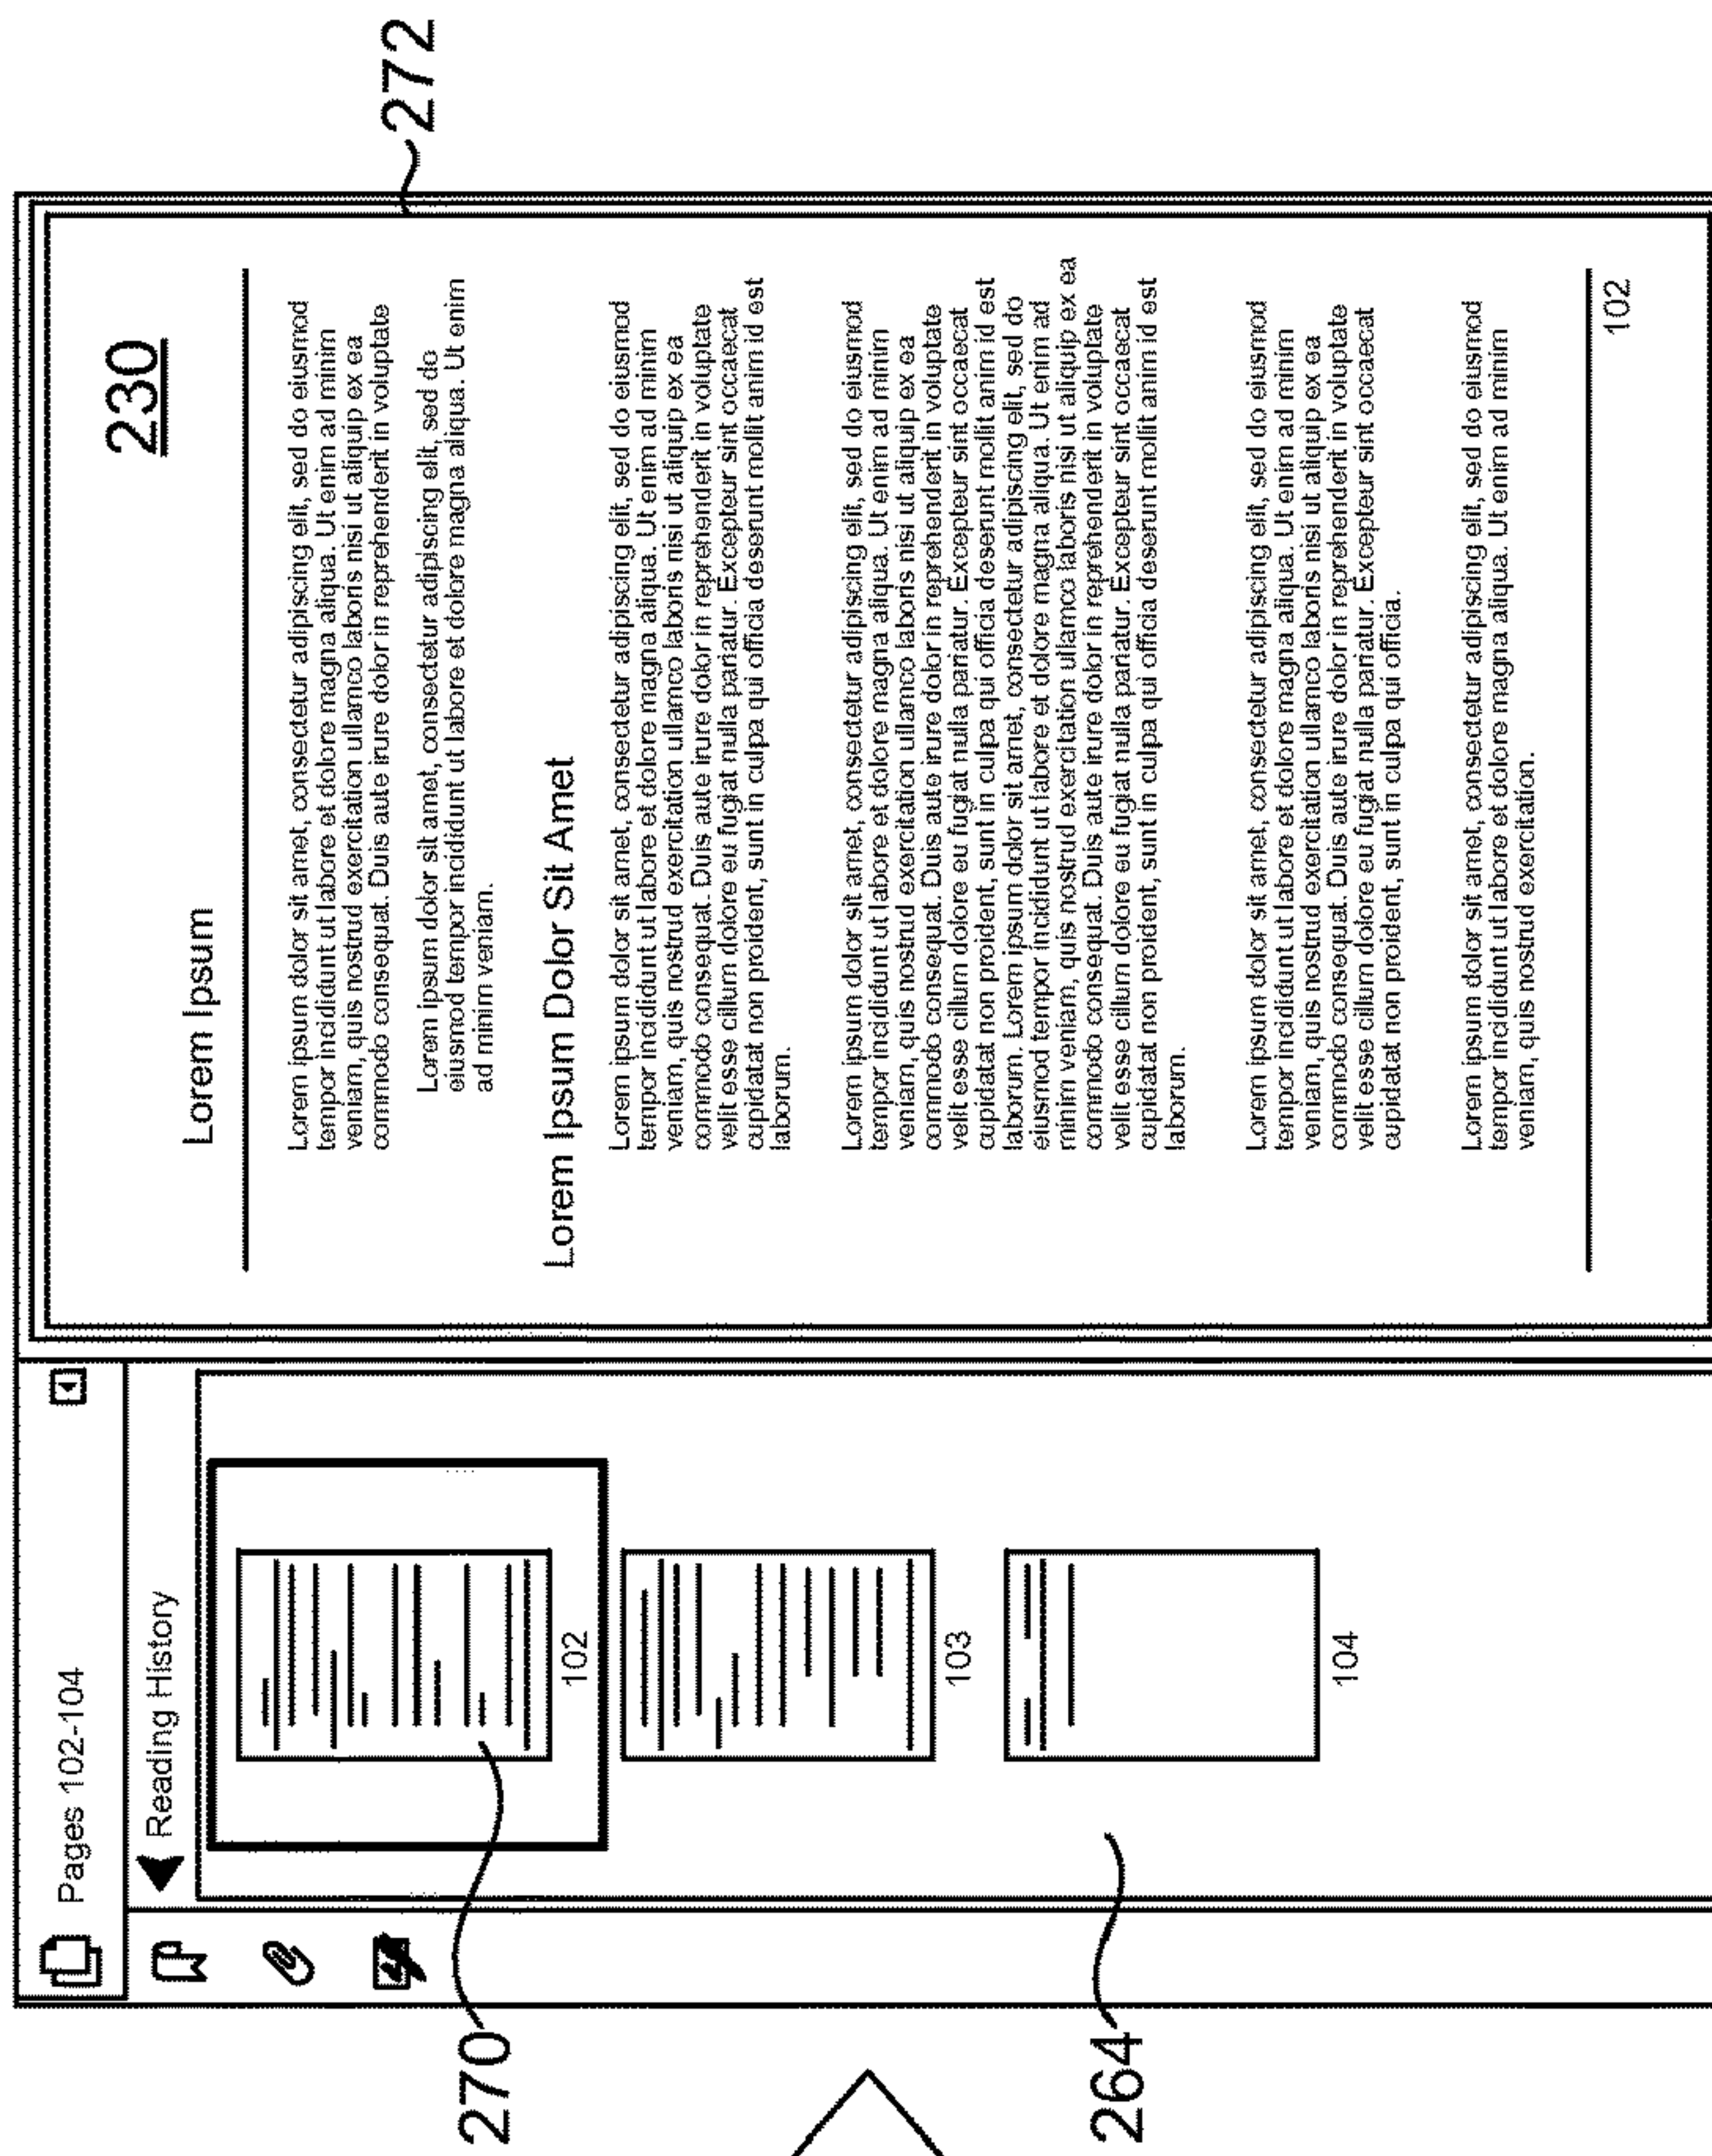 Pages 102-104
Reading History
102
103
104
270
264
230
272
Lorem Ipsum
Lorem ipsum dolor sit amet, consectetur adipiscing elit, sed do eiusmod
tempor incididunt ut labore et dolore magna aliqua. Ut enim ad minim
veniam, quis nostrud exercitation ullamco laboris nisi ut aliquip ex ea
commodo consequat. Duis aute irure dolor in reprehenderit in voluptate
Lorem ipsum dolor sit amet, consectetur adipiscing elit, sed do
eiusmod tempor incididunt ut labore et dolore magna aliqua. Ut enim
ad minim veniam.
Lorem Ipsum Dolor Sit Amet
Lorem ipsum dolor sit amet, consectetur adipiscing elit, sed do eiusmod
tempor incididunt ut labore et dolore magna aliqua. Ut enim ad minim
veniam, quis nostrud exercitation ullamco laboris nisi ut aliquip ex ea
commodo consequat. Duis aute irure dolor in reprehenderit in voluptate
velit esse cillum dolore eu fugiat nulla pariatur. Excepteur sint occaecat
cupidatat non proident, sunt in culpa qui officia deserunt mollit anim id est
laborum.
Lorem ipsum dolor sit amet, consectetur adipiscing elit, sed do eiusmod
tempor incididunt ut labore et dolore magna aliqua. Ut enim ad minim
veniam, quis nostrud exercitation ullamco laboris nisi ut aliquip ex ea
commodo consequat. Duis aute irure dolor in reprehenderit in voluptate
velit esse cillum dolore eu fugiat nulla pariatur. Excepteur sint occaecat
cupidatat non proident, sunt in culpa qui officia deserunt mollit anim id est
laborum. Lorem ipsum dolor sit amet, consectetur adipiscing elit, sed do
eiusmod tempor incididunt ut labore et dolore magna aliqua. Ut enim ad
minim veniam, quis nostrud exercitation ullamco laboris nisi ut aliquip ex ea
commodo consequat. Duis aute irure dolor in reprehenderit in voluptate
velit esse cillum dolore eu fugiat nulla pariatur. Excepteur sint occaecat
cupidatat non proident, sunt in culpa qui officia deserunt mollit anim id est
laborum.
Lorem ipsum dolor sit amet, consectetur adipiscing elit, sed do eiusmod
tempor incididunt ut labore et dolore magna aliqua. Ut enim ad minim
veniam, quis nostrud exercitation ullamco laboris nisi ut aliquip ex ea
commodo consequat. Duis aute irure dolor in reprehenderit in voluptate
velit esse cillum dolore eu fugiat nulla pariatur. Excepteur sint occaecat
cupidatat non proident, sunt in culpa qui officia.
Lorem ipsum dolor sit amet, consectetur adipiscing elit, sed do eiusmod
tempor incididunt ut labore et dolore magna aliqua. Ut enim ad minim
veniam, quis nostrud exercitation.
102